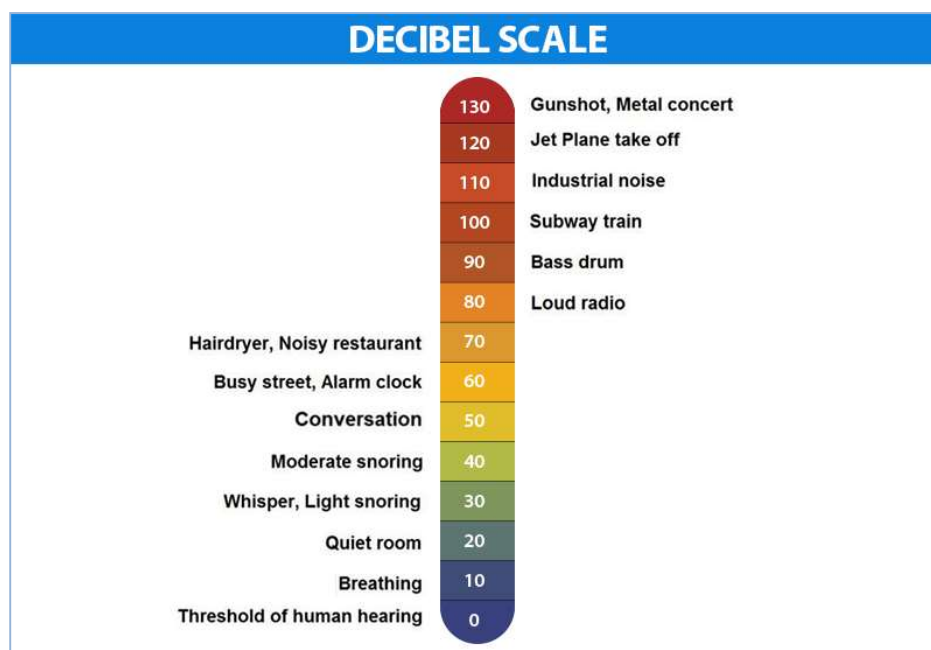 DECIBEL SCALE
130 Gunshot, Metal concert
120 Jet Plane take off
110 Industrial noise
100 Subway train
90 Bass drum
80 Loud radio
Hairdryer, Noisy restaurant 70
Busy street, Alarm clock 60
Conversation 50
Moderate snoring 40
Whisper, Light snoring 30
Quiet room 20
Breathing 10
Threshold of human hearing 0